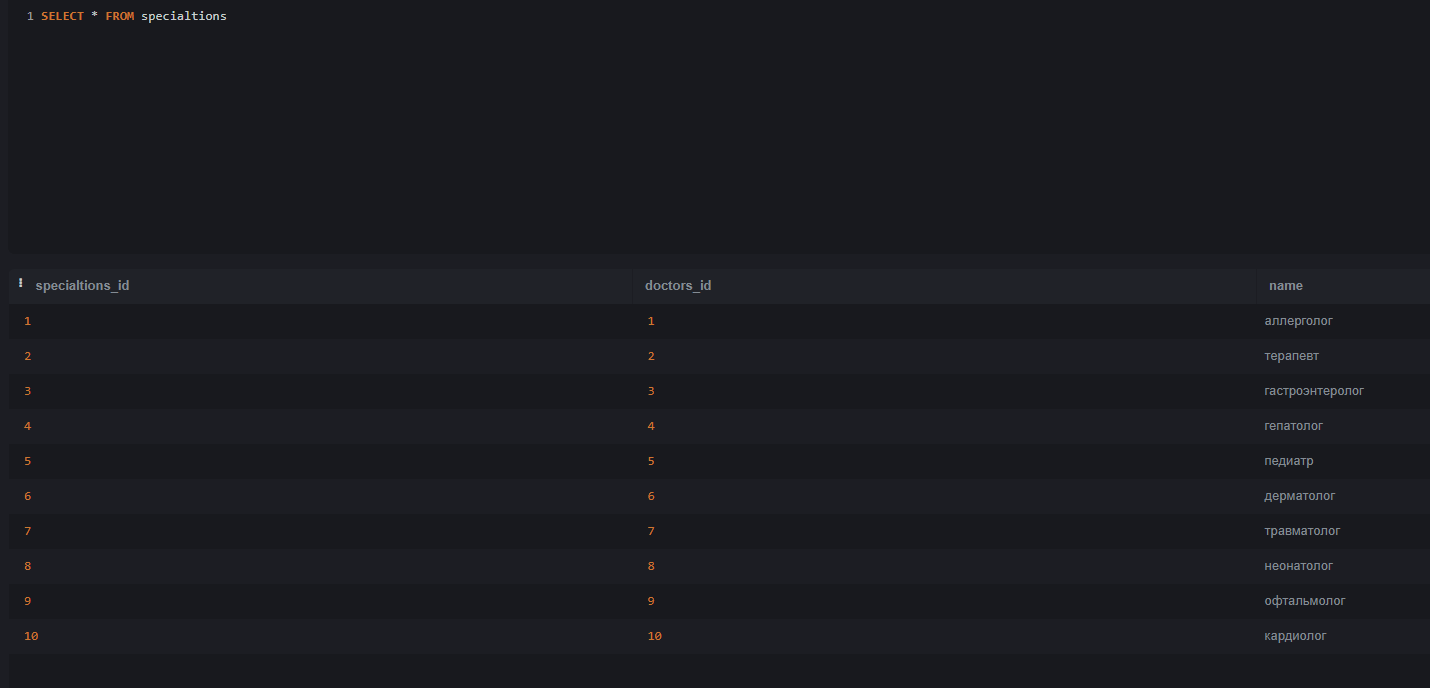 1 SELECT * FROM specialtions
specialtions_id doctors_id name
1 1 аллерголог
2 2 терапевт
3 3 гастроэнтеролог
4 4 гепатолог
5 5 педиатр
6 6 дерматолог
7 7 травматолог
8 8 неонатолог
9 9 офтальмолог
10 10 кардиолог